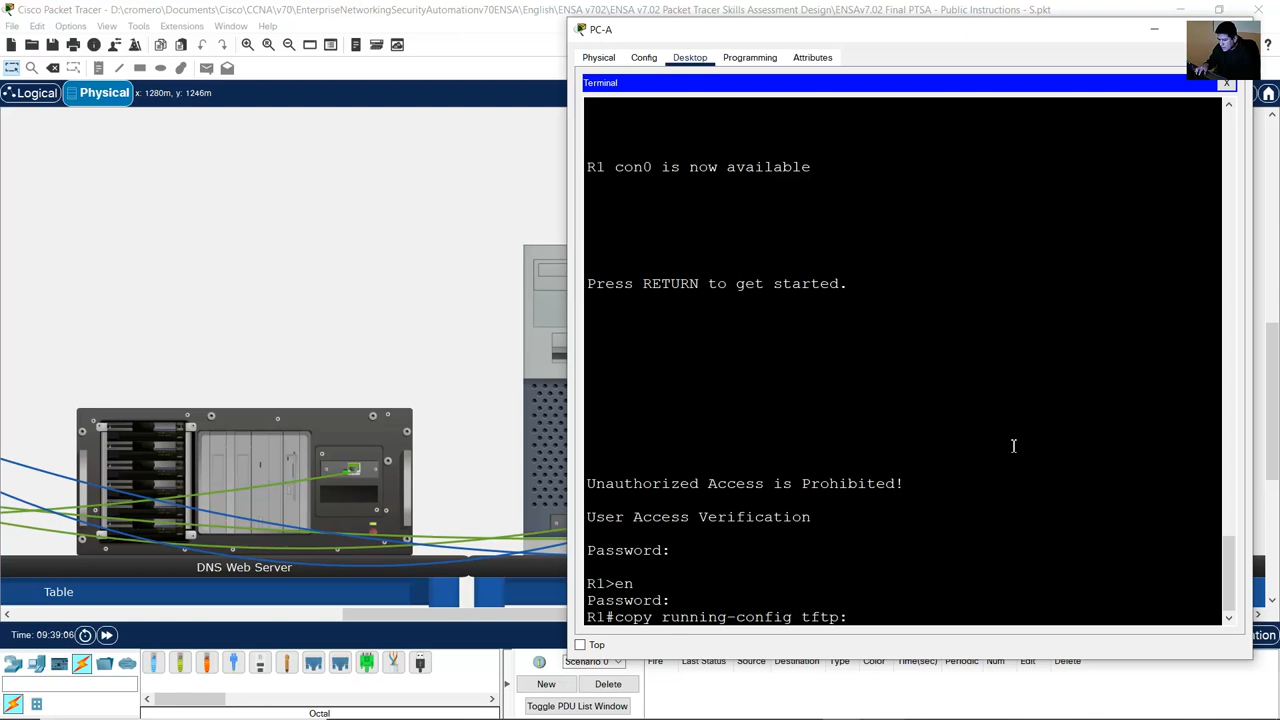 Cisco Packet Tracer - D:\cromero\Documents\Cisco\CCNA\v70\EnterpriseNetworkingSecurityAutomationv70ENSA\English\ENSA v7.02\ENSA v7.02 Packet Tracer Skills Assessment Design\ENSAv7.02 Final PTSA - Public Instructions - S.pkt
File Edit Options View Tools Extensions Window Help
Logical
Physical
x: 1280m, y: 1246m
PC-A
Physical Config Desktop Programming Attributes
Terminal
R1 con0 is now available
Press RETURN to get started.
Unauthorized Access is Prohibited!
User Access Verification
Password:
R1>en
Password:
R1#copy running-config tftp:
Top
DNS Web Server
Table
Time: 09:39:06
Scenario 0
Fire Last Status Source Destination Type Color Time(sec) Periodic Num Edit Delete
New Delete
Toggle PDU List Window
Octal